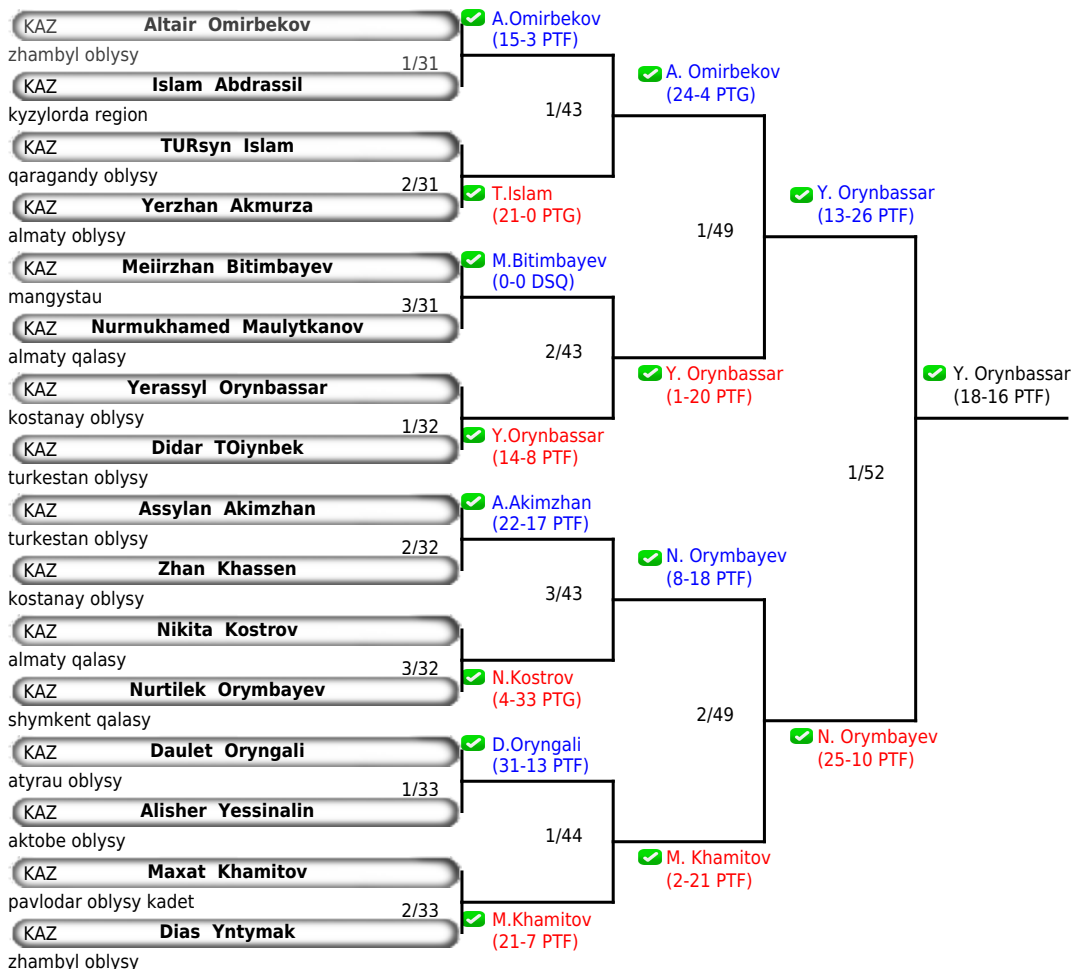 KAZ Altair Omirbekov
zhambyl oblysy
1/31
KAZ Islam Abdrassil
kyzylorda region
KAZ TURsyn Islam
qaragandy oblysy
2/31
KAZ Yerzhan Akmurza
almaty oblysy
KAZ Meiirzhan Bitimbayev
mangystau
3/31
KAZ Nurmukhamed Maulytkanov
almaty qalasy
KAZ Yerassyl Orynbassar
kostanay oblysy
1/32
KAZ Didar TOiynbek
turkestan oblysy
KAZ Assylan Akimzhan
turkestan oblysy
2/32
KAZ Zhan Khassen
kostanay oblysy
KAZ Nikita Kostrov
almaty qalasy
3/32
KAZ Nurtilek Orymbayev
shymkent qalasy
KAZ Daulet Oryngali
atyrau oblysy
1/33
KAZ Alisher Yessinalin
aktobe oblysy
KAZ Maxat Khamitov
pavlodar oblysy kadet
2/33
KAZ Dias Yntymak
zhambyl oblysy
A.Omirbekov
(15-3 PTF)
1/43
T.Islam
(21-0 PTG)
M.Bitimbayev
(0-0 DSQ)
2/43
Y.Orynbassar
(14-8 PTF)
A.Akimzhan
(22-17 PTF)
3/43
N.Kostrov
(4-33 PTG)
D.Oryngali
(31-13 PTF)
1/44
M.Khamitov
(21-7 PTF)
A. Omirbekov
(24-4 PTG)
1/49
Y. Orynbassar
(1-20 PTF)
N. Orymbayev
(8-18 PTF)
2/49
M. Khamitov
(2-21 PTF)
Y. Orynbassar
(13-26 PTF)
1/52
N. Orymbayev
(25-10 PTF)
Y. Orynbassar
(18-16 PTF)